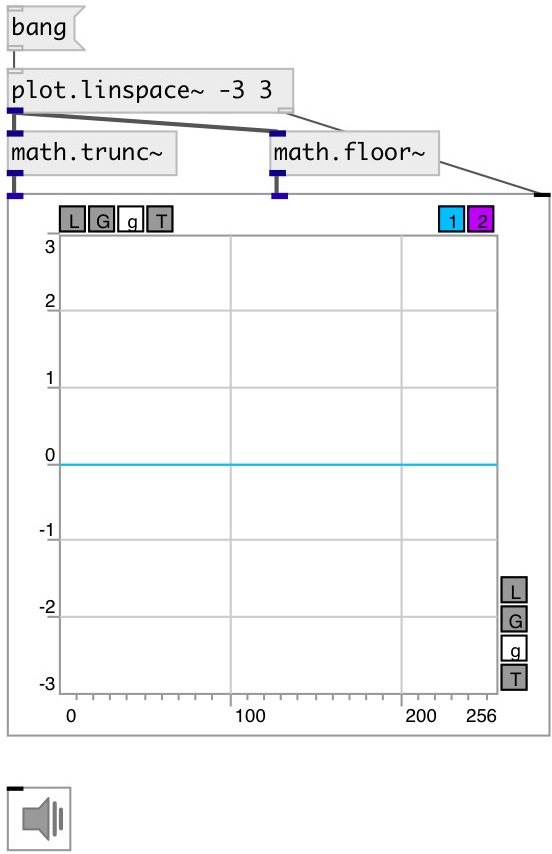 bang
plot.linspace~ -3 3
math.trunc~ math.floor~
L G g T 1 2
3
2
1
0
-1
-2
-3
L
G
g
T
0 100 200 256